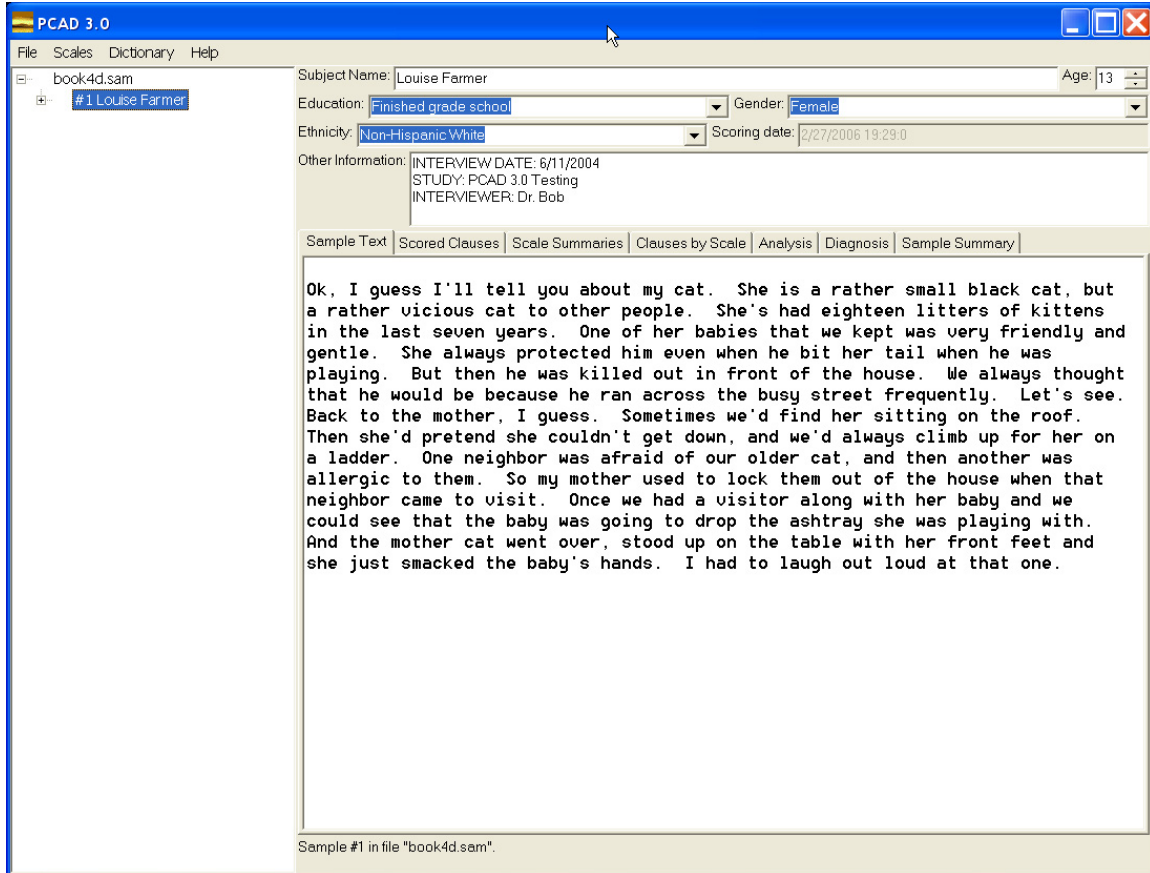 PCAD 3.0
File Scales Dictionary Help
book4d.sam
#1 Louise Farmer
Subject Name: Louise Farmer Age: 13
Education: Finished grade school Gender: Female
Ethnicity: Non-Hispanic White Scoring date: 2/27/2006 19:29:0
Other Information: INTERVIEW DATE: 6/11/2004
STUDY: PCAD 3.0 Testing
INTERVIEWER: Dr. Bob
Sample Text Scored Clauses Scale Summaries Clauses by Scale Analysis Diagnosis Sample Summary
Ok, I guess I'll tell you about my cat. She is a rather small black cat, but
a rather vicious cat to other people. She's had eighteen litters of kittens
in the last seven years. One of her babies that we kept was very friendly and
gentle. She always protected him even when he bit her tail when he was
playing. But then he was killed out in front of the house. We always thought
that he would be because he ran across the busy street frequently. Let's see.
Back to the mother, I guess. Sometimes we'd find her sitting on the roof.
Then she'd pretend she couldn't get down, and we'd always climb up for her on
a ladder. One neighbor was afraid of our older cat, and then another was
allergic to them. So my mother used to lock them out of the house when that
neighbor came to visit. Once we had a visitor along with her baby and we
could see that the baby was going to drop the ashtray she was playing with.
And the mother cat went over, stood up on the table with her front feet and
she just smacked the baby's hands. I had to laugh out loud at that one.
Sample #1 in file "book4d.sam".